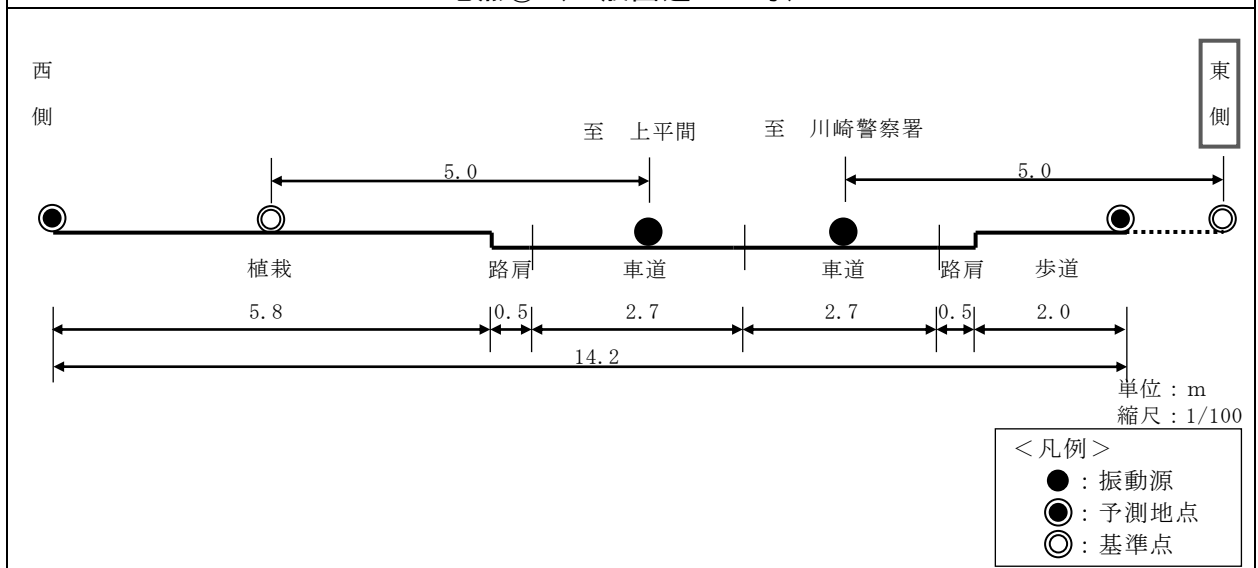 西側
東側
至 上平間
至 川崎警察署
5.0
5.0
植栽
路肩
車道
車道
路肩
歩道
5.8
0.5
2.7
2.7
0.5
2.0
14.2
単位：m
縮尺：1/100
＜凡例＞
●：振動源
：予測地点
◎：基準点